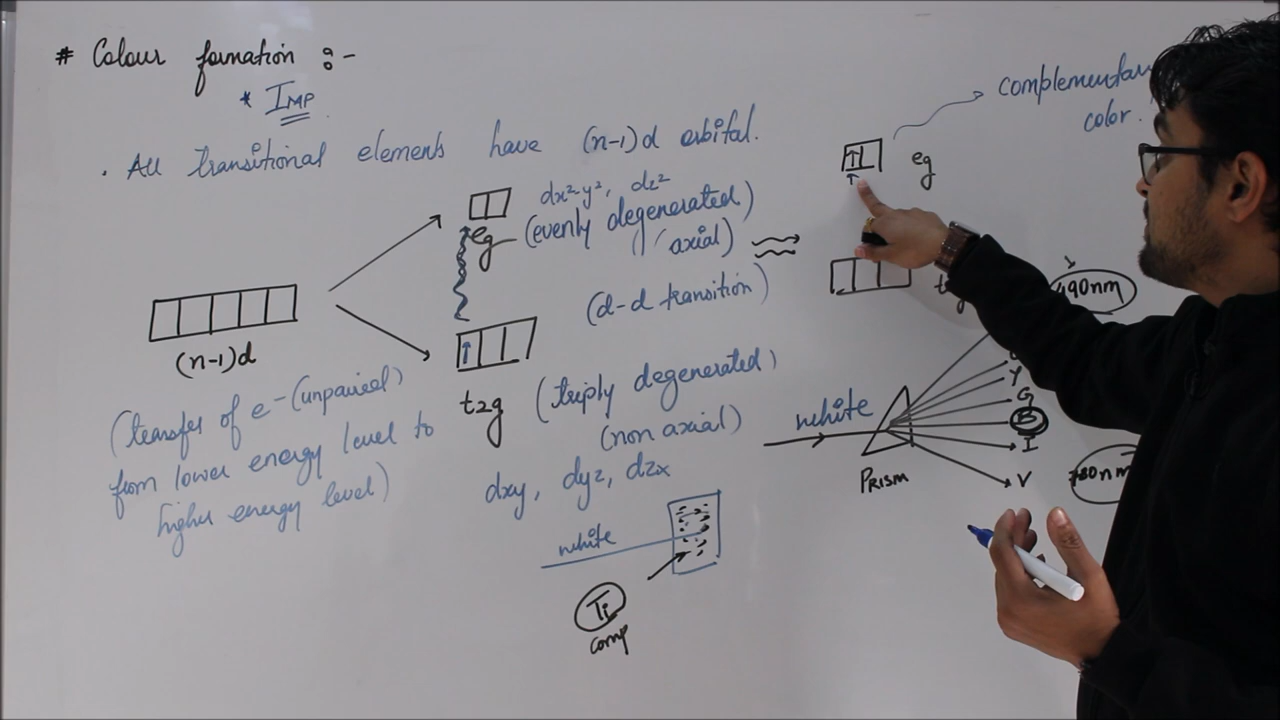 # Colour formation :-
* IMP
. All transitional elements have (n-1)d orbital.
complementary
color.
dx²-y², dz²
eg (evenly degenerated)
(axial)
eg
(d-d transition)
(n-1)d
490nm
(transfer of e- (unpaired)
from lower energy level to
higher energy level)
t2g (triply degenerated)
(non axial)
dxy, dyz, dzx
white
Prism
Y
G
B
I
V
780nm
white
Ti
comp